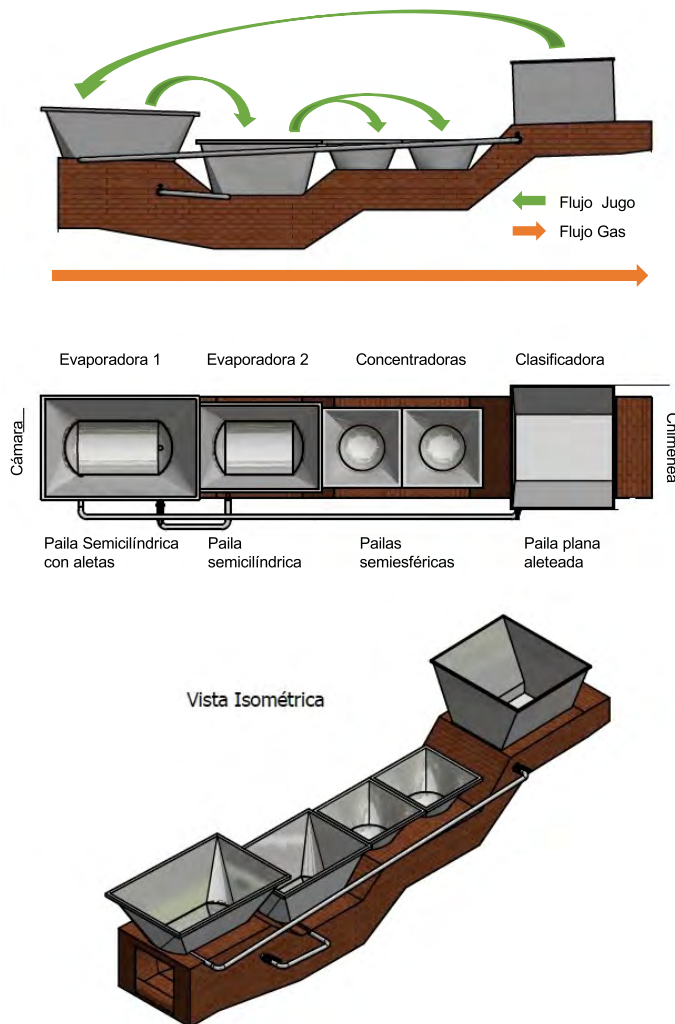 Flujo Jugo
Flujo Gas
Evaporadora 1
Evaporadora 2
Concentradoras
Clasificadora
Cámara
Chimenea
Paila Semicilíndrica
con aletas
Paila
semicilíndrica
Pailas
semiesféricas
Paila plana
aleteada
Vista Isométrica